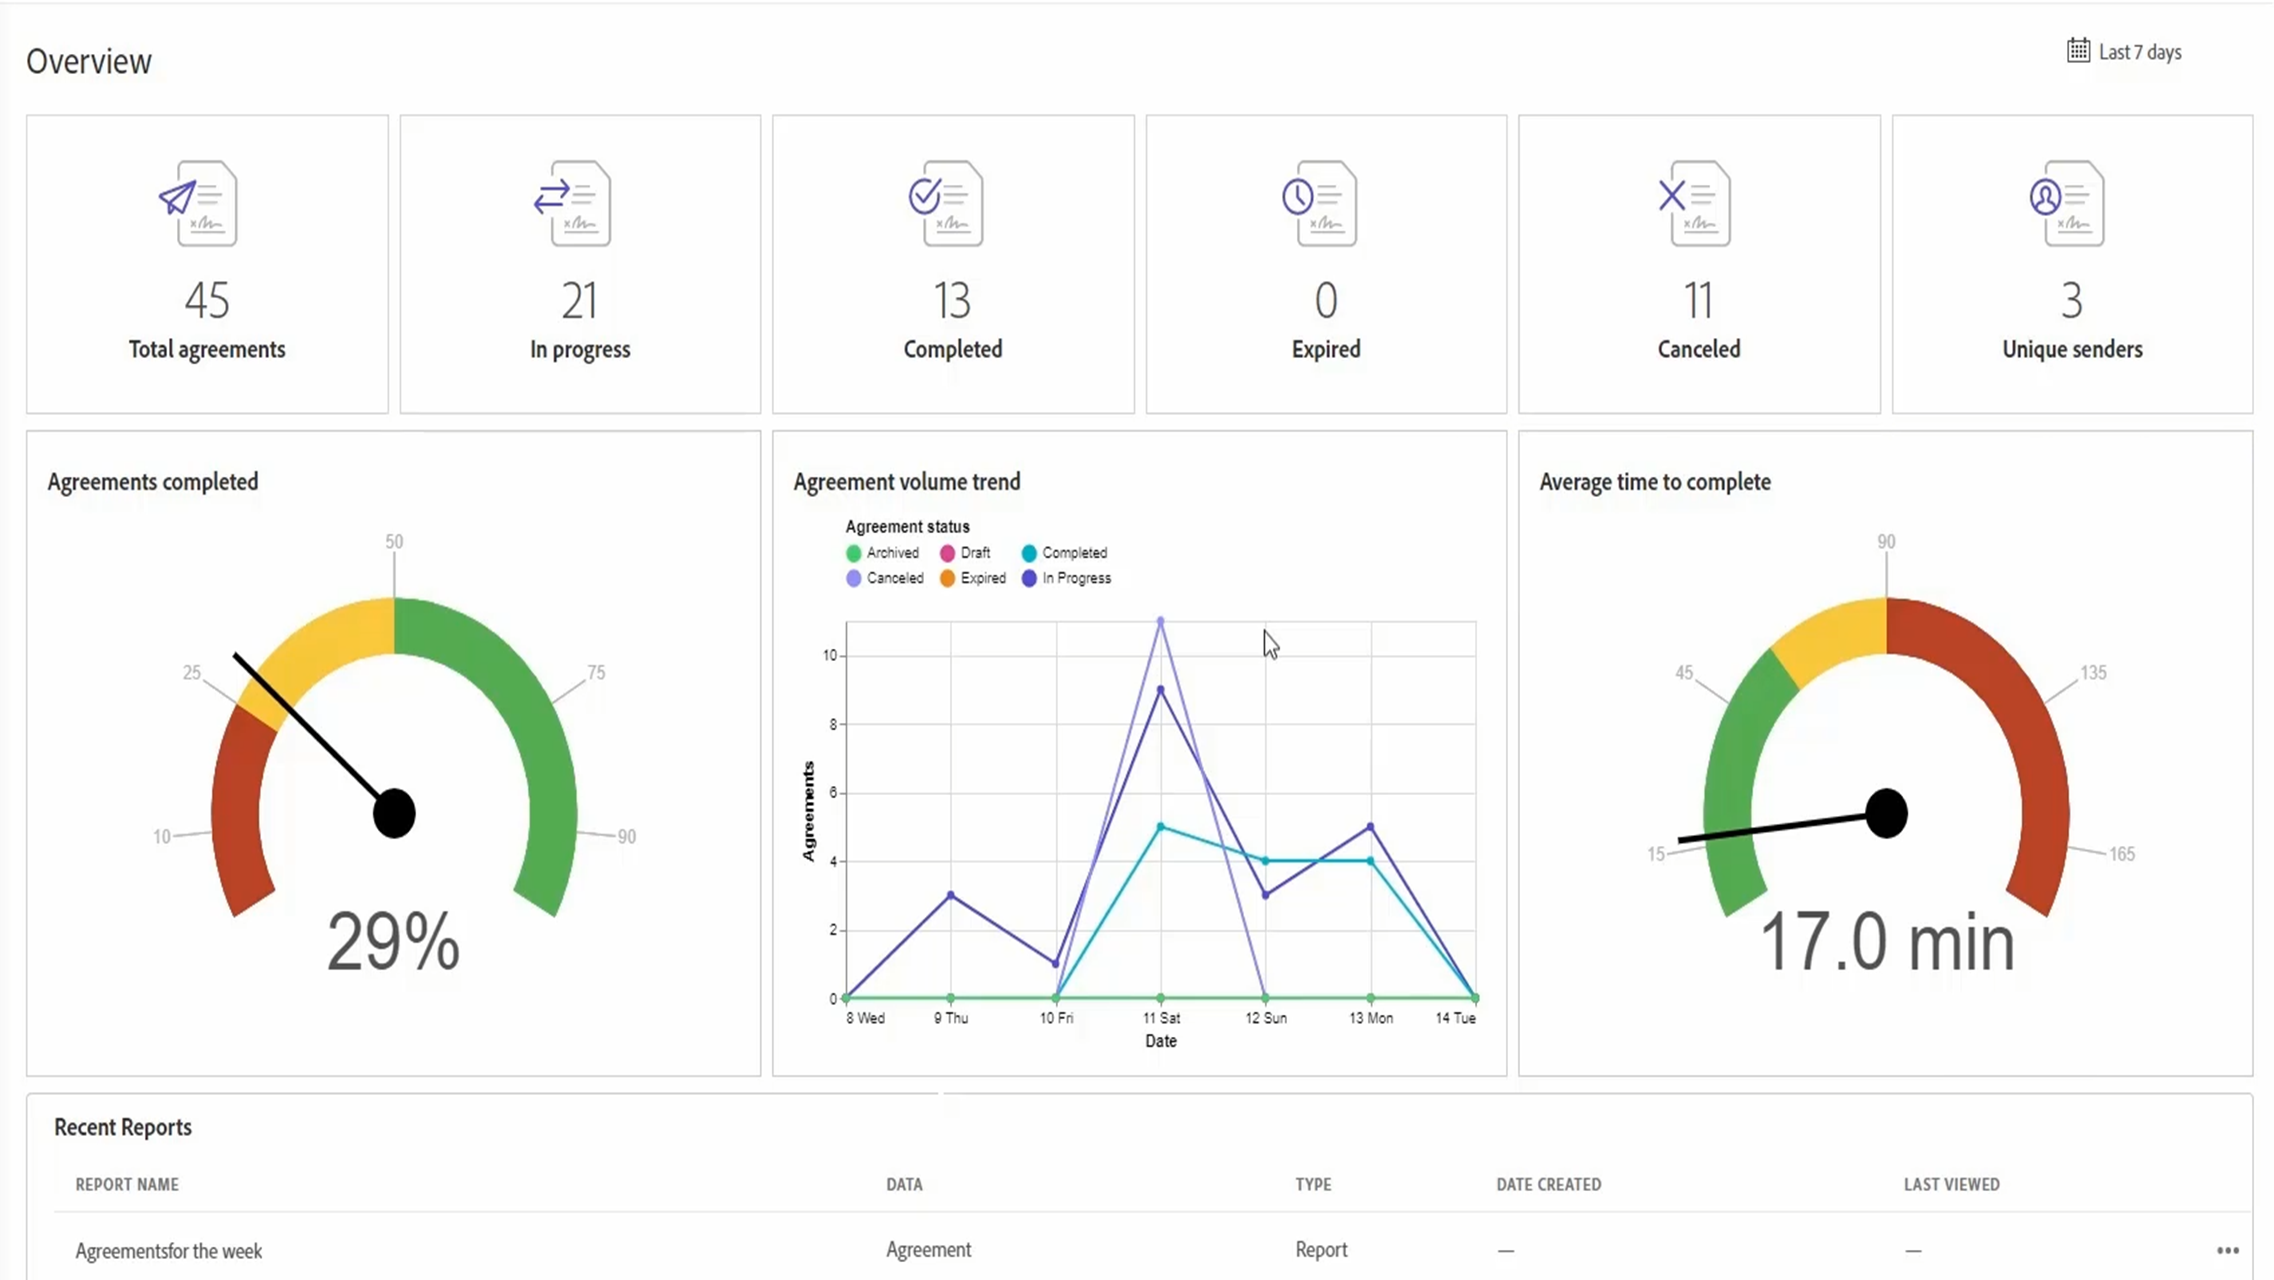 Overview
Last 7 days
45
Total agreements
21
In progress
13
Completed
0
Expired
11
Canceled
3
Unique senders
Agreements completed
50
25
75
10
90
29%
Agreement volume trend
Agreement status
Archived Draft Completed
Canceled Expired In Progress
10
8
6
4
2
0
Agreements
8 Wed 9 Thu 10 Fri 11 Sat 12 Sun 13 Mon 14 Tue
Date
Average time to complete
90
45
135
15
165
17.0 min
Recent Reports
REPORT NAME DATA TYPE DATE CREATED LAST VIEWED
Agreementsfor the week Agreement Report — —